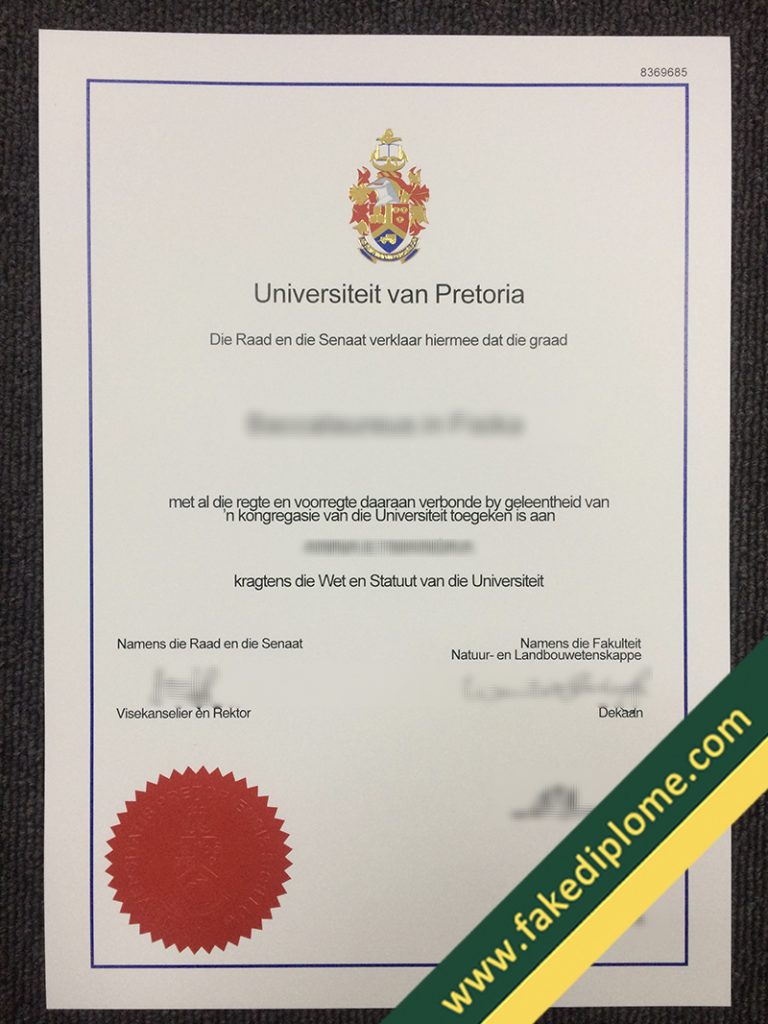 8369685
Universiteit van Pretoria
Die Raad en die Senaat verklaar hiermee dat die graad
met al die regte en voorregte daaraan verbonde by geleentheid van
'n kongregasie van die Universiteit toegeken is aan
kragtens die Wet en Statuut van die Universiteit
Namens die Raad en die Senaat
Namens die Fakulteit
Natuur- en Landbouwetenskappe
Visekanselier en Rektor
Dekaan
www.fakediplome.com